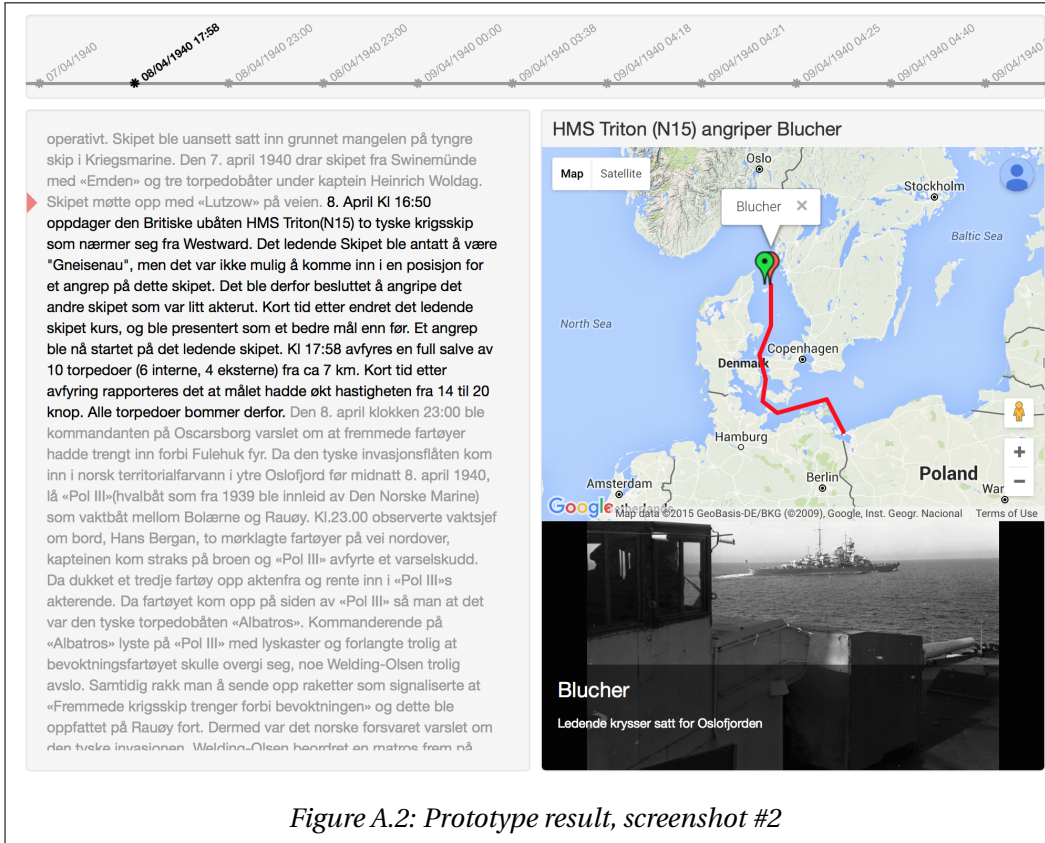 07/04/1940
08/04/1940 17:58
08/04/1940 23:00
08/04/1940 23:00
09/04/1940 00:00
09/04/1940 03:38
09/04/1940 04:18
09/04/1940 04:21
09/04/1940 04:25
09/04/1940 04:40
09/04/1940
operativt. Skipet ble uansett satt inn grunnet mangelen på tyngre
skip i Kriegsmarine. Den 7. april 1940 drar skipet fra Swinemünde
med «Emden» og tre torpedobåter under kaptein Heinrich Woldag.
Skipet møtte opp med «Lutzow» på veien. 8. April Kl 16:50
oppdager den Britiske ubåten HMS Triton(N15) to tyske krigsskip
som nærmer seg fra Westward. Det ledende Skipet ble antatt å være
"Gneisenau", men det var ikke mulig å komme inn i en posisjon for
et angrep på dette skipet. Det ble derfor besluttet å angripe det
andre skipet som var litt akterut. Kort tid etter endret det ledende
skipet kurs, og ble presentert som et bedre mål enn før. Et angrep
ble nå startet på det ledende skipet. Kl 17:58 avfyres en full salve av
10 torpedoer (6 interne, 4 eksterne) fra ca 7 km. Kort tid etter
avfyring rapporteres det at målet hadde økt hastigheten fra 14 til 20
knop. Alle torpedoer bommer derfor. Den 8. april klokken 23:00 ble
kommandanten på Oscarsborg varslet om at fremmede fartøyer
hadde trengt inn forbi Fulehuk fyr. Da den tyske invasjonsflåten kom
inn i norsk territorialfarvann i ytre Oslofjord før midnatt 8. april 1940,
lå «Pol III»(hvalbåt som fra 1939 ble innleid av Den Norske Marine)
som vaktbåt mellom Bolærne og Rauøy. Kl.23.00 observerte vaktsjef
om bord, Hans Bergan, to mørklagte fartøyer på vei nordover,
kapteinen kom straks på broen og «Pol III» avfyrte et varselskudd.
Da dukket et tredje fartøy opp aktenfra og rente inn i «Pol III»s
akterende. Da fartøyet kom opp på siden av «Pol III» så man at det
var den tyske torpedobåten «Albatros». Kommanderende på
«Albatros» lyste på «Pol III» med lyskaster og forlangte trolig at
bevoktningsfartøyet skulle overgi seg, noe Welding-Olsen trolig
avslo. Samtidig rakk man å sende opp raketter som signaliserte at
«Fremmede krigsskip trenger forbi bevoktningen» og dette ble
oppfattet på Rauøy fort. Dermed var det norske forsvaret varslet om
den tyske invasjonen. Welding-Olsen beordret en matros frem på
HMS Triton (N15) angriper Blucher
Map Satellite
Oslo
Stockholm
Blucher ×
Baltic Sea
North Sea
Copenhagen
Denmark
Hamburg
Berlin
Poland
Amsterdam
Google
Map data ©2015 GeoBasis-DE/BKG (©2009), Google, Inst. Geogr. Nacional Terms of Use
Blucher
Ledende krysser satt for Oslofjorden
Figure A.2: Prototype result, screenshot #2